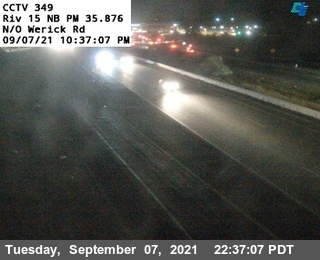 CCTV 349
Riv 15 NB PM 35.876
N/O Werick Rd
09/07/21 10:37:07 PM
Tuesday, September 07, 2021 22:37:07 PDT